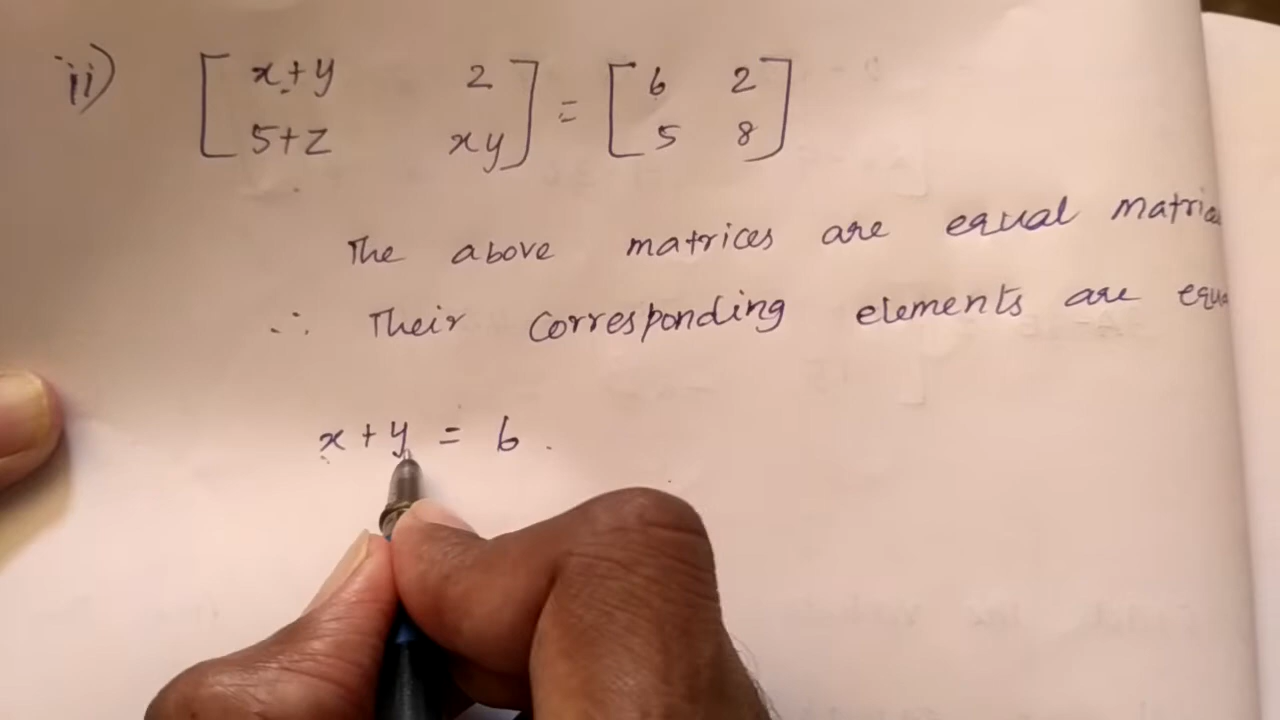 ii) [ x+y 2 ] = [ 6 2 ]
[ 5+z xy ] [ 5 8 ]
The above matrices are equal
∴ Their corresponding elements are
x + y = 6.